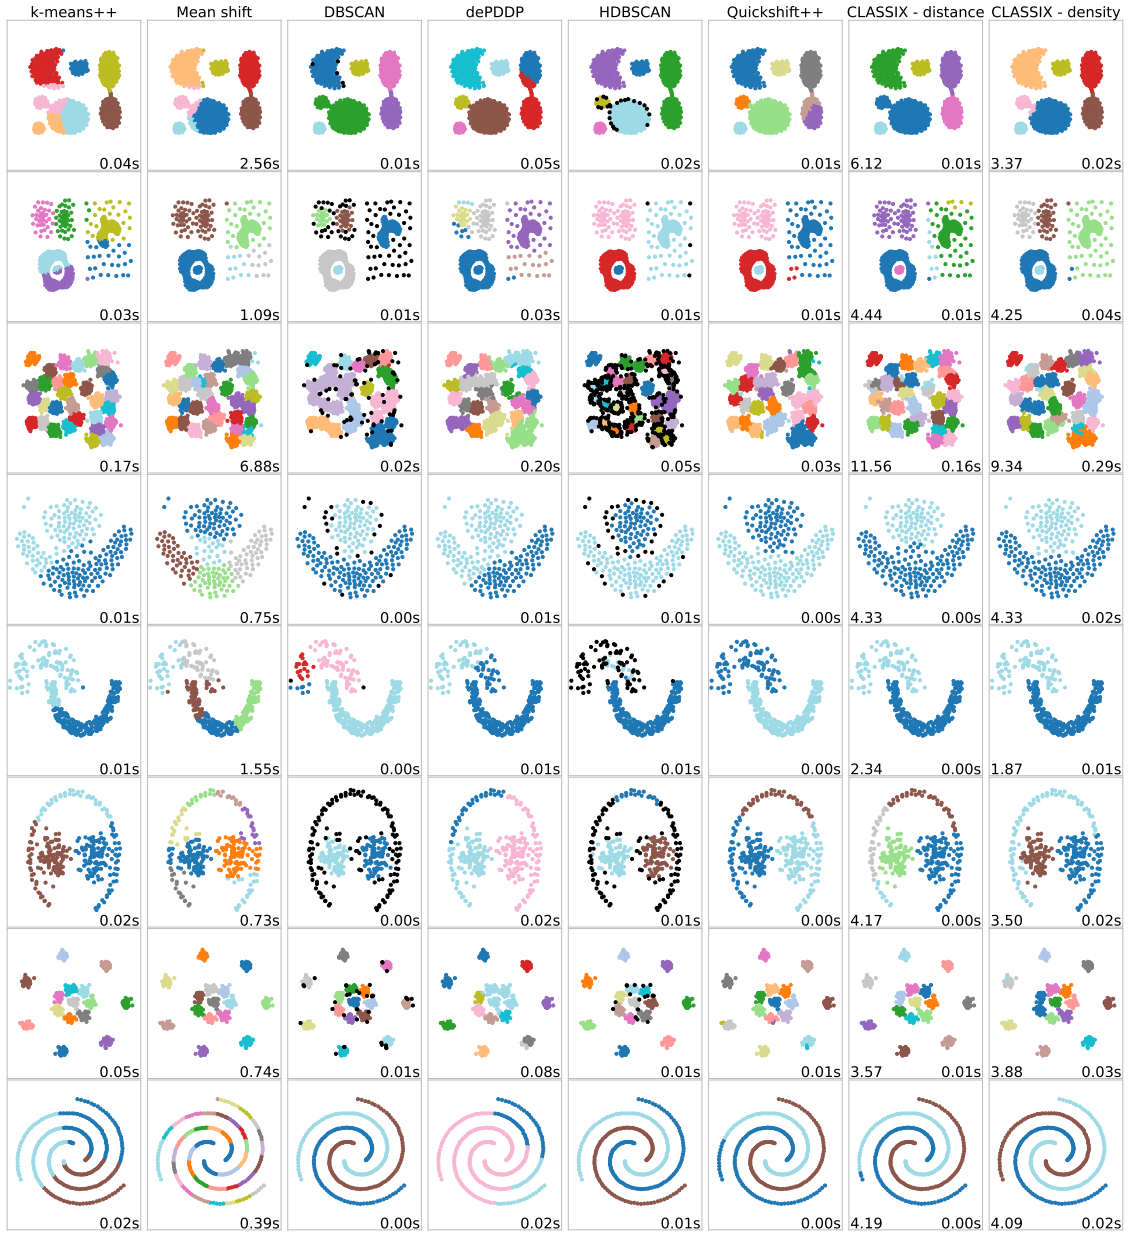 k-means++ Mean shift DBSCAN dePDDP HDBSCAN Quickshift++ CLASSIX - distance CLASSIX - density
0.04s 2.56s 0.01s 0.05s 0.02s 0.01s 6.12 0.01s 3.37 0.02s
0.03s 1.09s 0.01s 0.03s 0.01s 0.01s 4.44 0.01s 4.25 0.04s
0.17s 6.88s 0.02s 0.20s 0.05s 0.03s 11.56 0.16s 9.34 0.29s
0.01s 0.75s 0.00s 0.01s 0.01s 0.00s 4.33 0.00s 4.33 0.02s
0.01s 1.55s 0.00s 0.01s 0.01s 0.00s 2.34 0.00s 1.87 0.01s
0.02s 0.73s 0.00s 0.02s 0.01s 0.00s 4.17 0.00s 3.50 0.02s
0.05s 0.74s 0.01s 0.08s 0.01s 0.01s 3.57 0.01s 3.88 0.03s
0.02s 0.39s 0.00s 0.02s 0.01s 0.00s 4.19 0.00s 4.09 0.02s